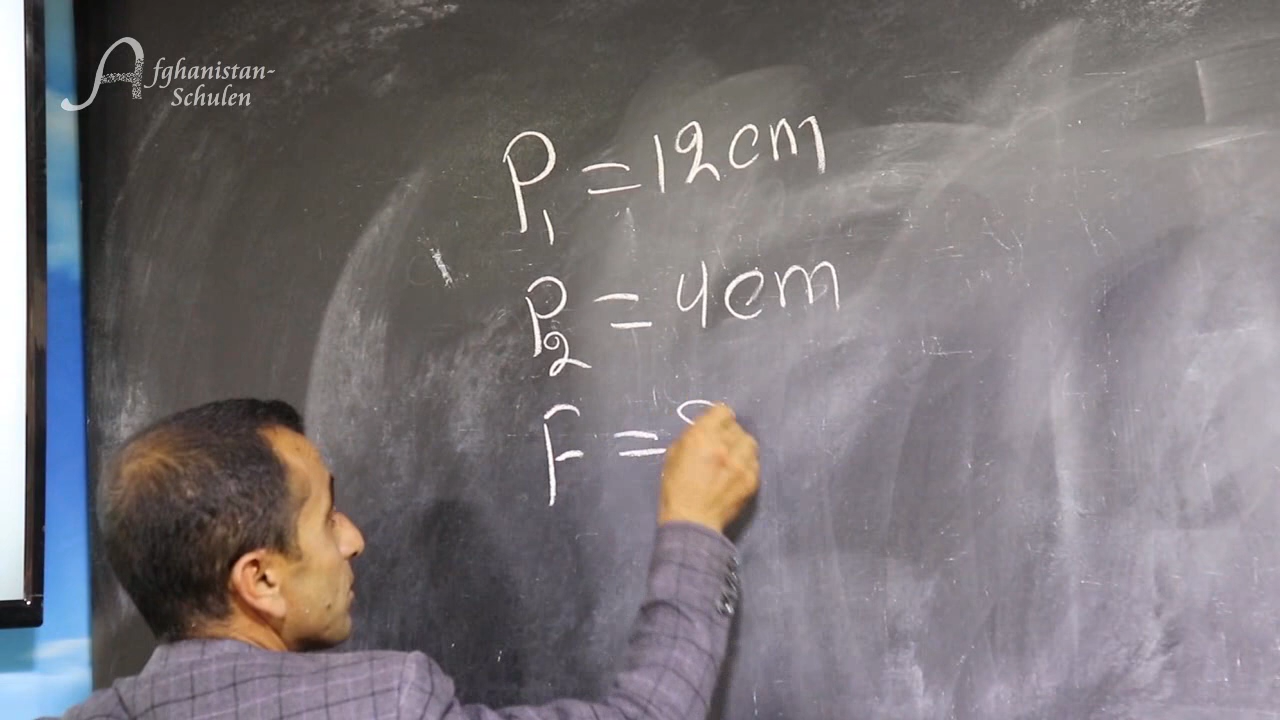 Afghanistan-
Schulen
P₁ = 12cm
P₂ = 4cm
F =